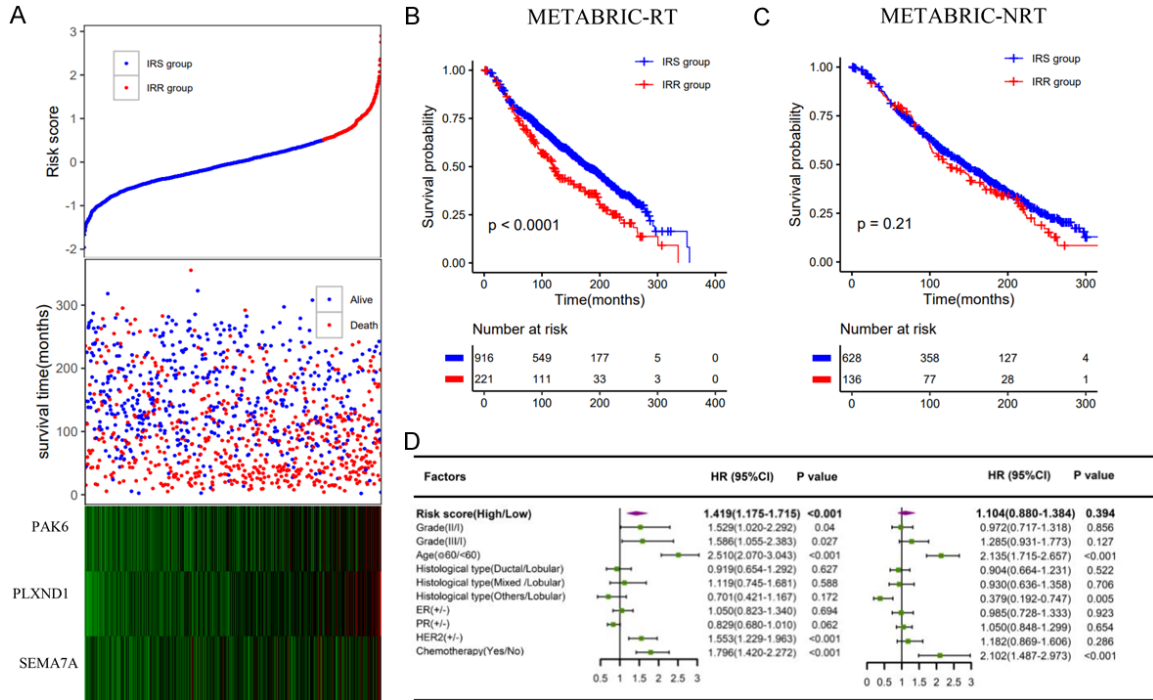 A
3
2
1
0
-1
-2
Risk score
IRS group
IRR group
300
200
100
0
survival time(months)
Alive
Death
PAK6
PLXND1
SEMA7A
B
METABRIC-RT
1.00
0.75
0.50
0.25
0.00
Survival probability
IRS group
IRR group
p < 0.0001
0 100 200 300 400
Time(months)
Number at risk
916 549 177 5 0
221 111 33 3 0
0 100 200 300 400
C
METABRIC-NRT
1.00
0.75
0.50
0.25
0.00
Survival probability
IRS group
IRR group
p = 0.21
0 100 200 300
Time(months)
Number at risk
628 358 127 4
136 77 28 1
0 100 200 300
D
Factors HR (95%CI) P value HR (95%CI) P value
Risk score(High/Low) 1.419(1.175-1.715) <0.001 1.104(0.880-1.384) 0.394
Grade(II/I) 1.529(1.020-2.292) 0.04 0.972(0.717-1.318) 0.856
Grade(III/I) 1.586(1.055-2.383) 0.027 1.285(0.931-1.773) 0.127
Age(α60/<60) 2.510(2.070-3.043) <0.001 2.135(1.715-2.657) <0.001
Histological type(Ductal/Lobular) 0.919(0.654-1.292) 0.627 0.904(0.664-1.231) 0.522
Histological type(Mixed /Lobular) 1.119(0.745-1.681) 0.588 0.930(0.636-1.358) 0.706
Histological type(Others/Lobular) 0.701(0.421-1.167) 0.172 0.379(0.192-0.747) 0.005
ER(+/-) 1.050(0.823-1.340) 0.694 0.985(0.728-1.333) 0.923
PR(+/-) 0.829(0.680-1.010) 0.062 1.050(0.848-1.299) 0.654
HER2(+/-) 1.553(1.229-1.963) <0.001 1.182(0.869-1.606) 0.286
Chemotherapy(Yes/No) 1.796(1.420-2.272) <0.001 2.102(1.487-2.973) <0.001
0.5 1 1.5 2 2.5 3 0.5 1 1.5 2 2.5 3